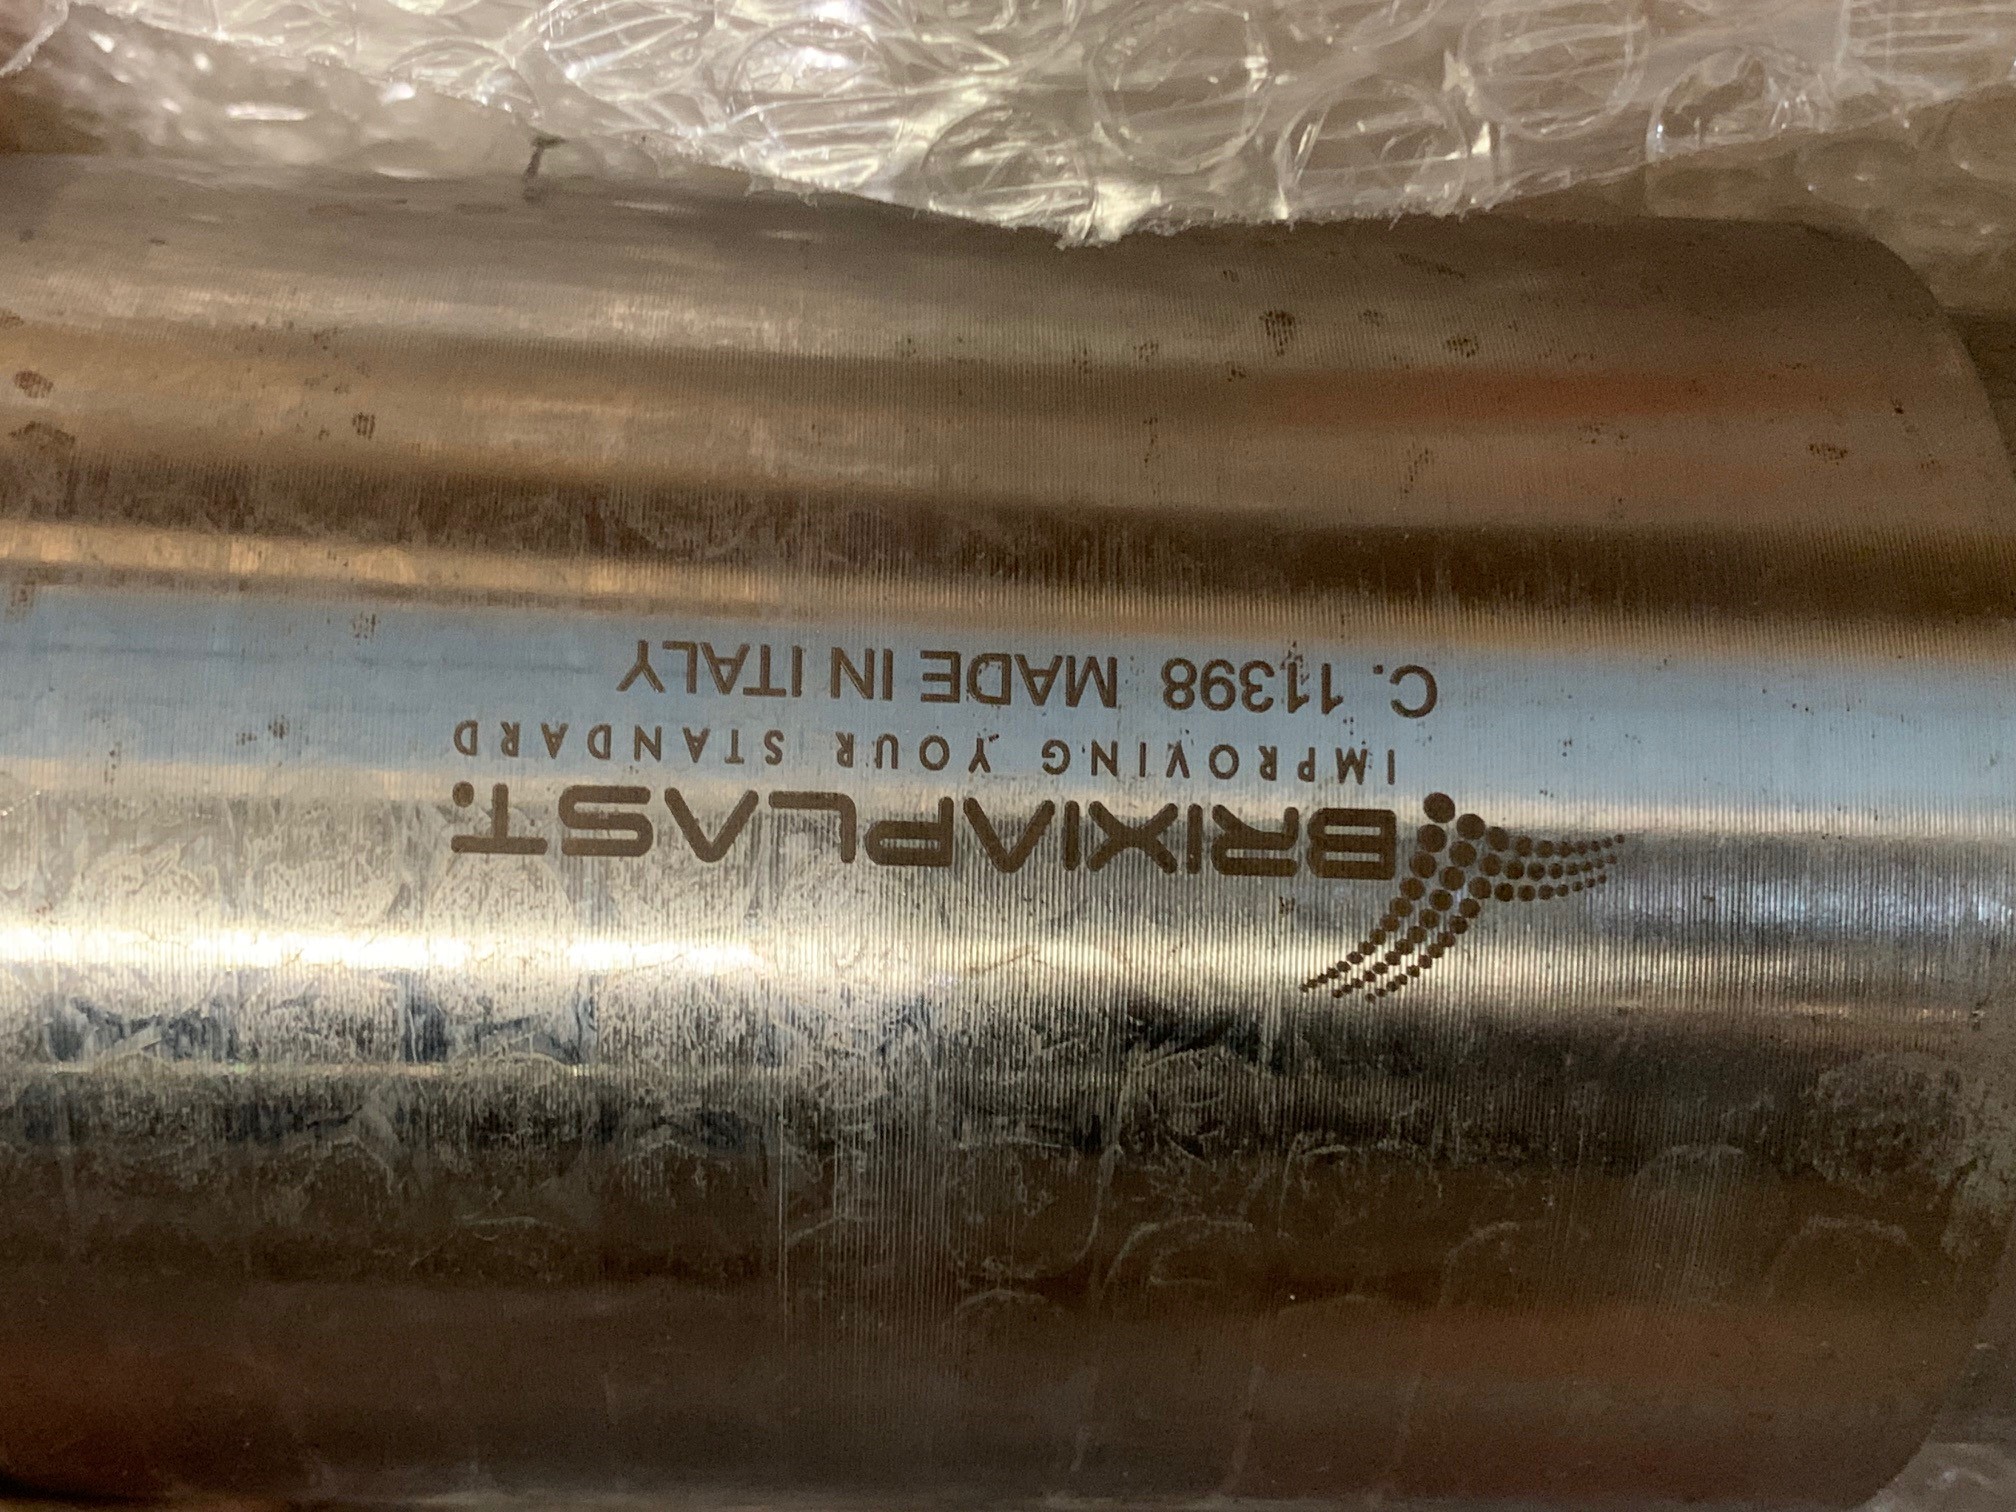 BRIXIAPLAST.
IMPROVING YOUR STANDARD
C. 11398 MADE IN ITALY